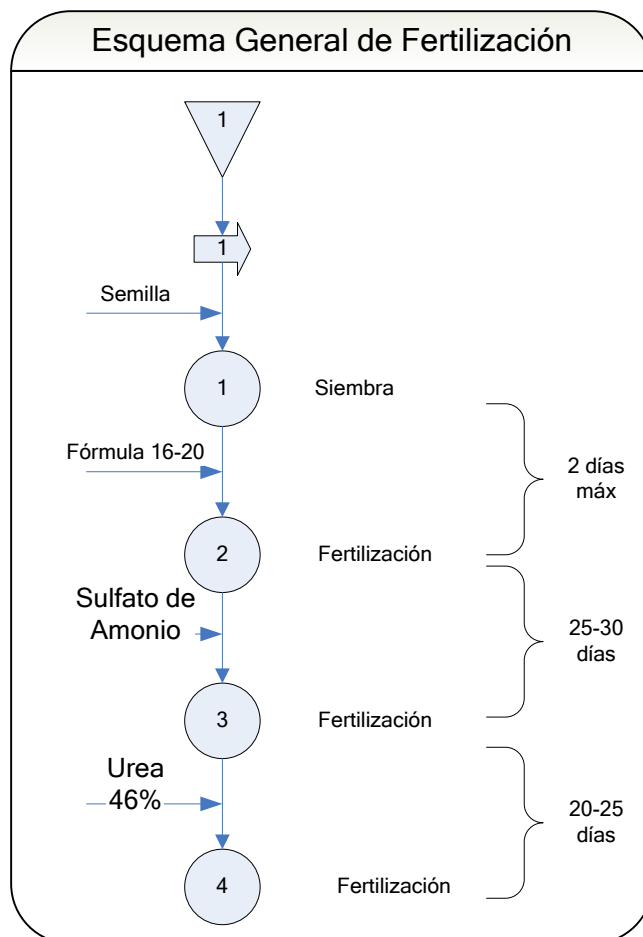 Esquema General de Fertilización
1
1
Semilla
1
Siembra
Fórmula 16-20
2 días
máx
2
Fertilización
Sulfato de
Amonio
25-30
días
3
Fertilización
Urea
46%
20-25
días
4
Fertilización